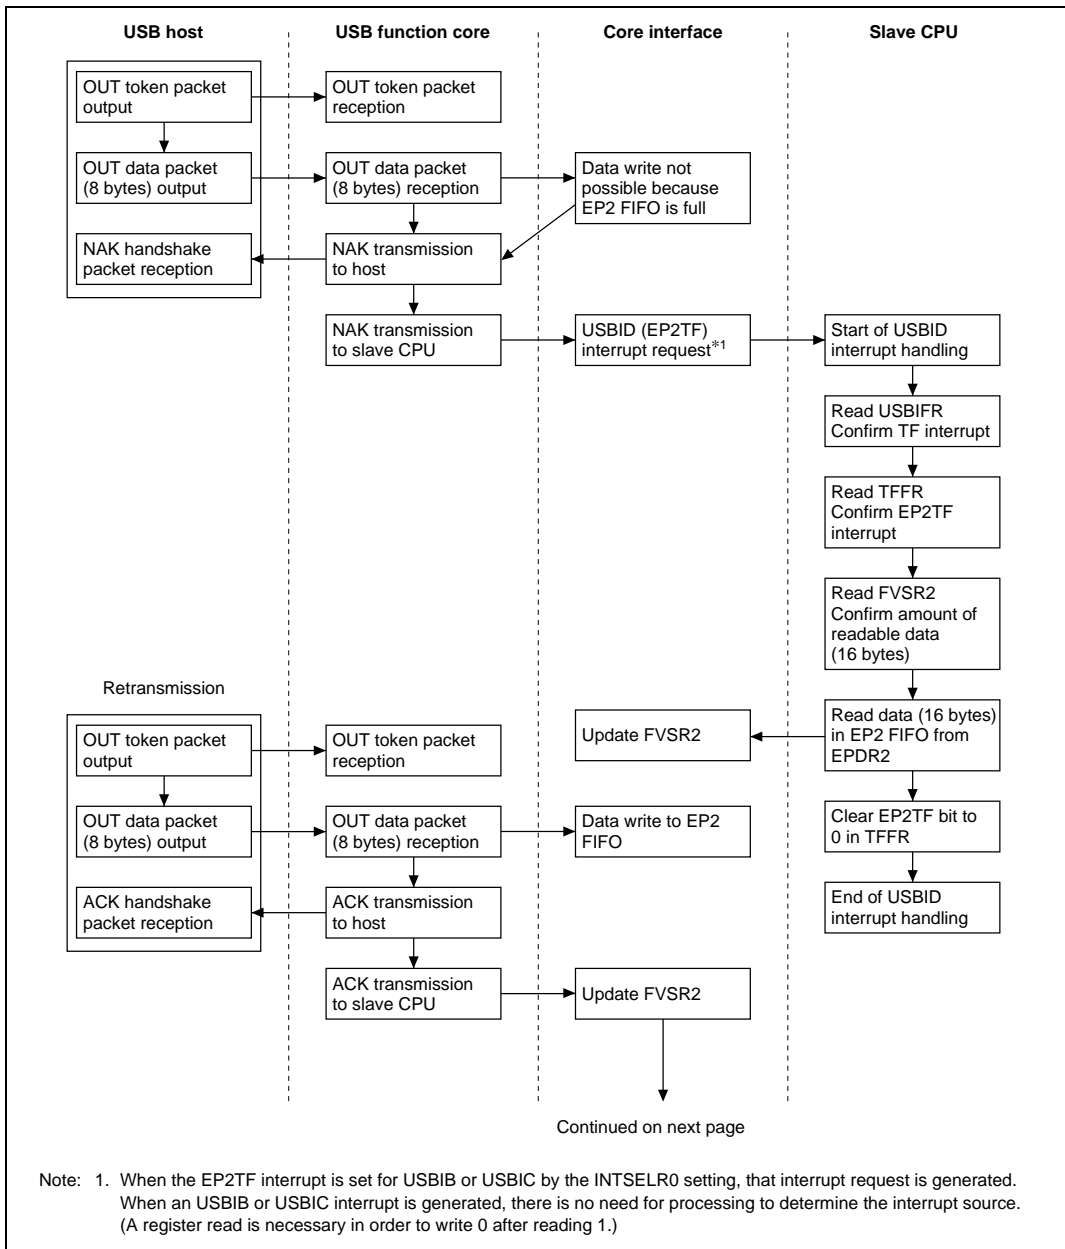 USB host
USB function core
Core interface
Slave CPU
OUT token packet
output
OUT token packet
reception
OUT data packet
(8 bytes) output
OUT data packet
(8 bytes) reception
Data write not
possible because
EP2 FIFO is full
NAK handshake
packet reception
NAK transmission
to host
NAK transmission
to slave CPU
USBID (EP2TF)
interrupt request*1
Start of USBID
interrupt handling
Read USBIFR
Confirm TF interrupt
Read TFFR
Confirm EP2TF
interrupt
Read FVSR2
Confirm amount of
readable data
(16 bytes)
Retransmission
OUT token packet
output
OUT token packet
reception
Update FVSR2
Read data (16 bytes)
in EP2 FIFO from
EPDR2
OUT data packet
(8 bytes) output
OUT data packet
(8 bytes) reception
Data write to EP2
FIFO
Clear EP2TF bit to
0 in TFFR
ACK handshake
packet reception
ACK transmission
to host
End of USBID
interrupt handling
ACK transmission
to slave CPU
Update FVSR2
Continued on next page
Note: 1. When the EP2TF interrupt is set for USBIB or USBIC by the INTSELR0 setting, that interrupt request is generated.
When an USBIB or USBIC interrupt is generated, there is no need for processing to determine the interrupt source.
(A register read is necessary in order to write 0 after reading 1.)